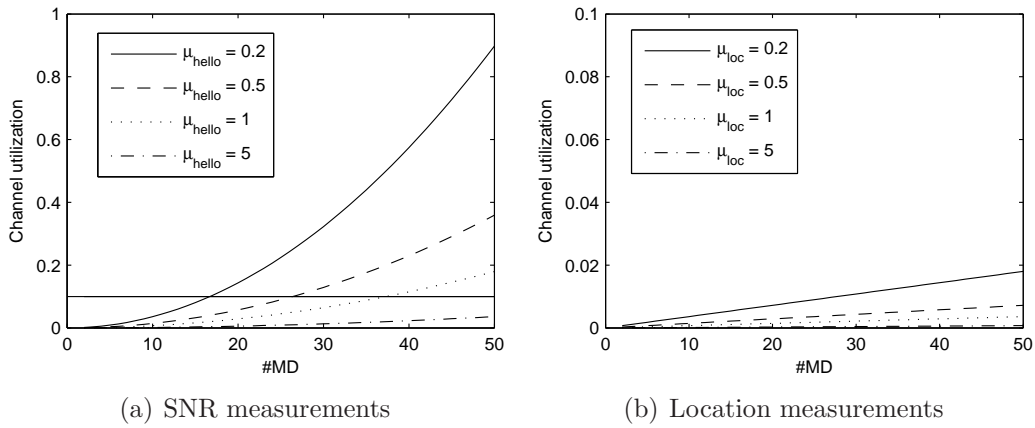 1
0.8
0.6
0.4
0.2
0
Channel utilization
0 10 20 30 40 50
#MD
μhello = 0.2
μhello = 0.5
μhello = 1
μhello = 5
(a) SNR measurements
0.1
0.08
0.06
0.04
0.02
0
Channel utilization
0 10 20 30 40 50
#MD
μloc = 0.2
μloc = 0.5
μloc = 1
μloc = 5
(b) Location measurements